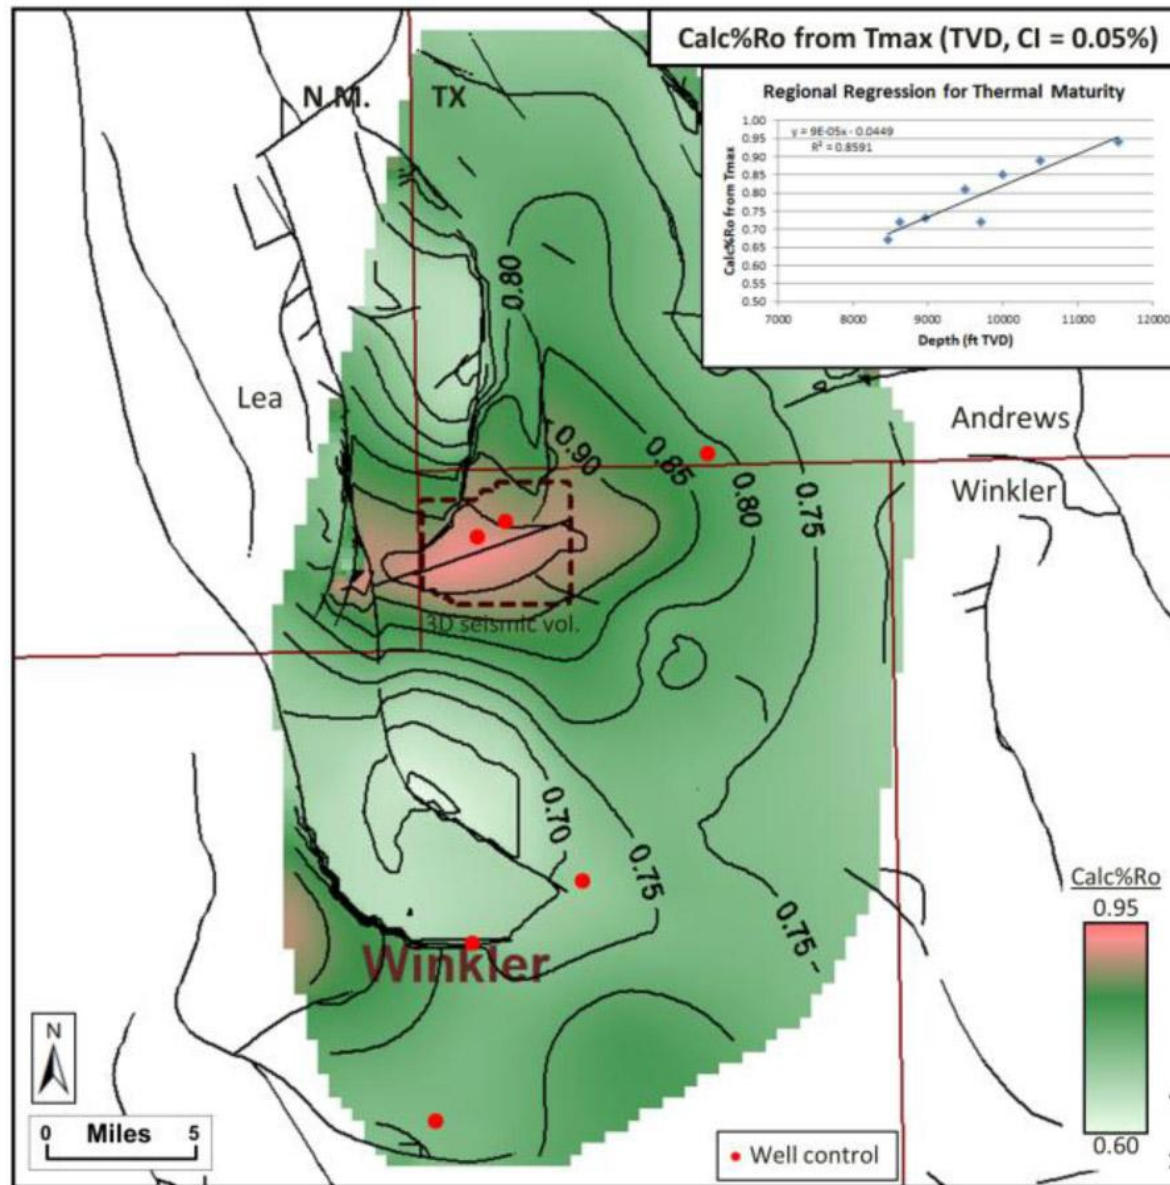 Calc%Ro from Tmax (TVD, CI = 0.05%)
Regional Regression for Thermal Maturity
y = 9E-05x - 0.0449
R² = 0.8591
Calc%Ro from Tmax
1.00
0.95
0.90
0.85
0.80
0.75
0.70
0.65
0.60
0.55
0.50
7000 8000 9000 10000 11000 12000
Depth (ft TVD)
N.M. TX
0.80
Lea
Andrews
0.90
0.85
0.80
0.75
Winkler
3D seismic vol.
0.70
0.75
0.75
Winkler
Calc%Ro
0.95
0.60
N
0 Miles 5
Well control